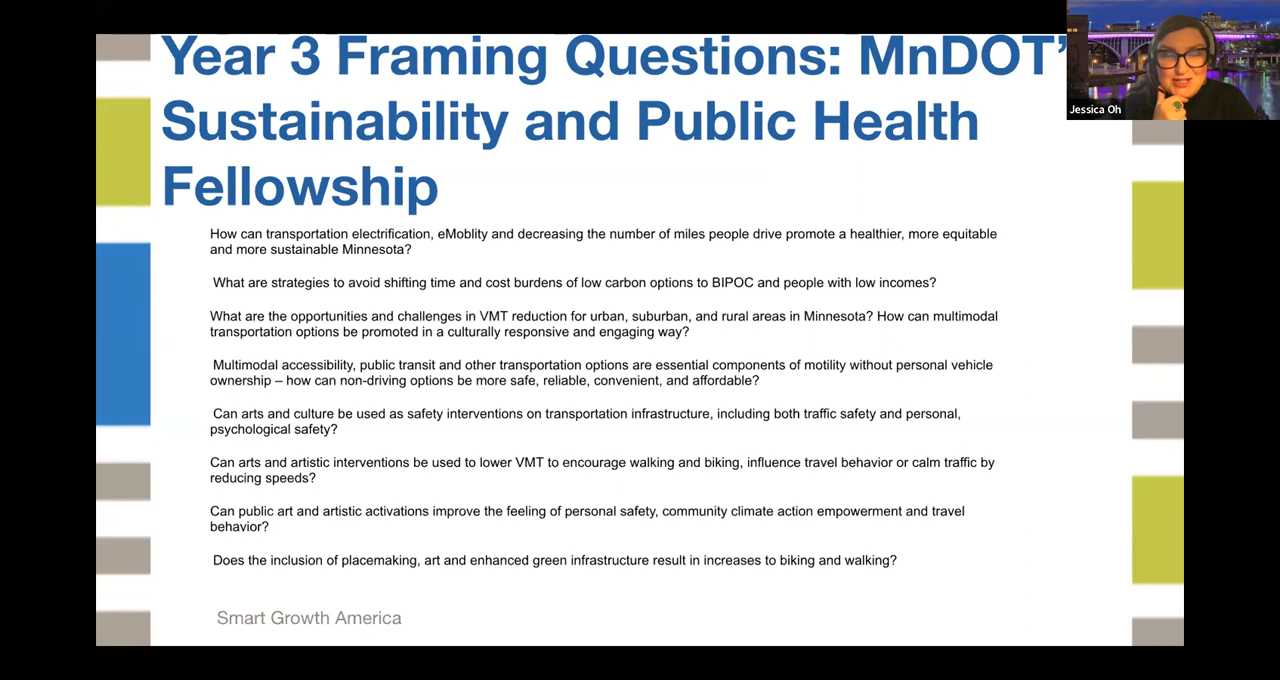 Year 3 Framing Questions: MnDOT'
Sustainability and Public Health
Fellowship
Jessica Oh
How can transportation electrification, eMoblity and decreasing the number of miles people drive promote a healthier, more equitable
and more sustainable Minnesota?
What are strategies to avoid shifting time and cost burdens of low carbon options to BIPOC and people with low incomes?
What are the opportunities and challenges in VMT reduction for urban, suburban, and rural areas in Minnesota? How can multimodal
transportation options be promoted in a culturally responsive and engaging way?
Multimodal accessibility, public transit and other transportation options are essential components of motility without personal vehicle
ownership – how can non-driving options be more safe, reliable, convenient, and affordable?
Can arts and culture be used as safety interventions on transportation infrastructure, including both traffic safety and personal,
psychological safety?
Can arts and artistic interventions be used to lower VMT to encourage walking and biking, influence travel behavior or calm traffic by
reducing speeds?
Can public art and artistic activations improve the feeling of personal safety, community climate action empowerment and travel
behavior?
Does the inclusion of placemaking, art and enhanced green infrastructure result in increases to biking and walking?
Smart Growth America